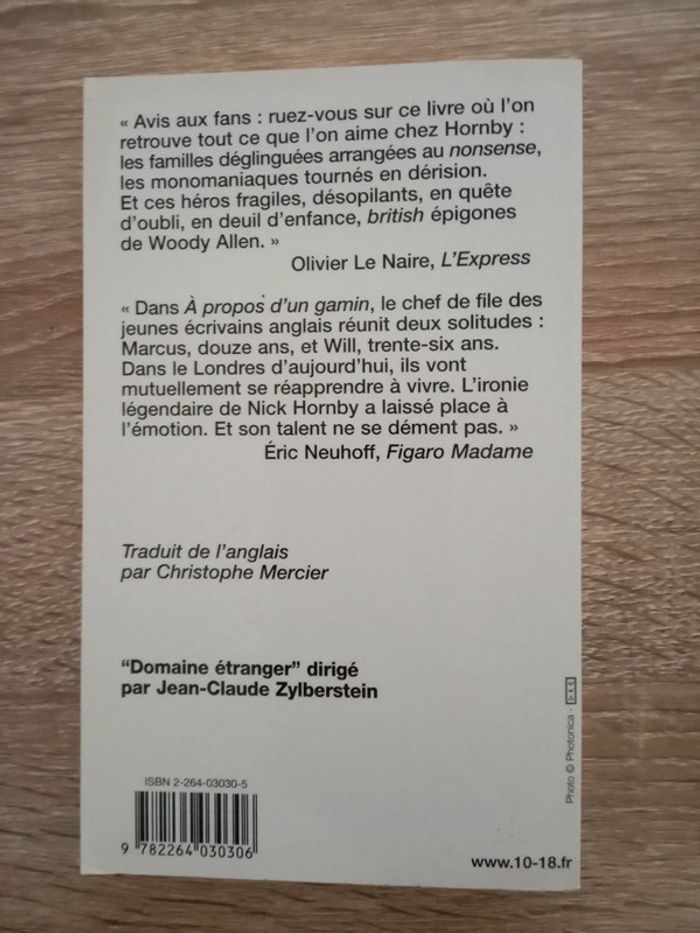 « Avis aux fans : ruez-vous sur ce livre où l'on
retrouve tout ce que l'on aime chez Hornby :
les familles déglinguées arrangées au nonsense,
les monomaniaques tournés en dérision.
Et ces héros fragiles, désopilants, en quête
d'oubli, en deuil d'enfance, british épigones
de Woody Allen. »
Olivier Le Naire, L'Express
« Dans À propos d'un gamin, le chef de file des
jeunes écrivains anglais réunit deux solitudes :
Marcus, douze ans, et Will, trente-six ans.
Dans le Londres d'aujourd'hui, ils vont
mutuellement se réapprendre à vivre. L'ironie
légendaire de Nick Hornby a laissé place à
l'émotion. Et son talent ne se dément pas. »
Éric Neuhoff, Figaro Madame
Traduit de l'anglais
par Christophe Mercier
"Domaine étranger" dirigé
par Jean-Claude Zylberstein
Photo © Photonica -
ISBN 2-264-03030-5
9 782264 030306
www.10-18.fr